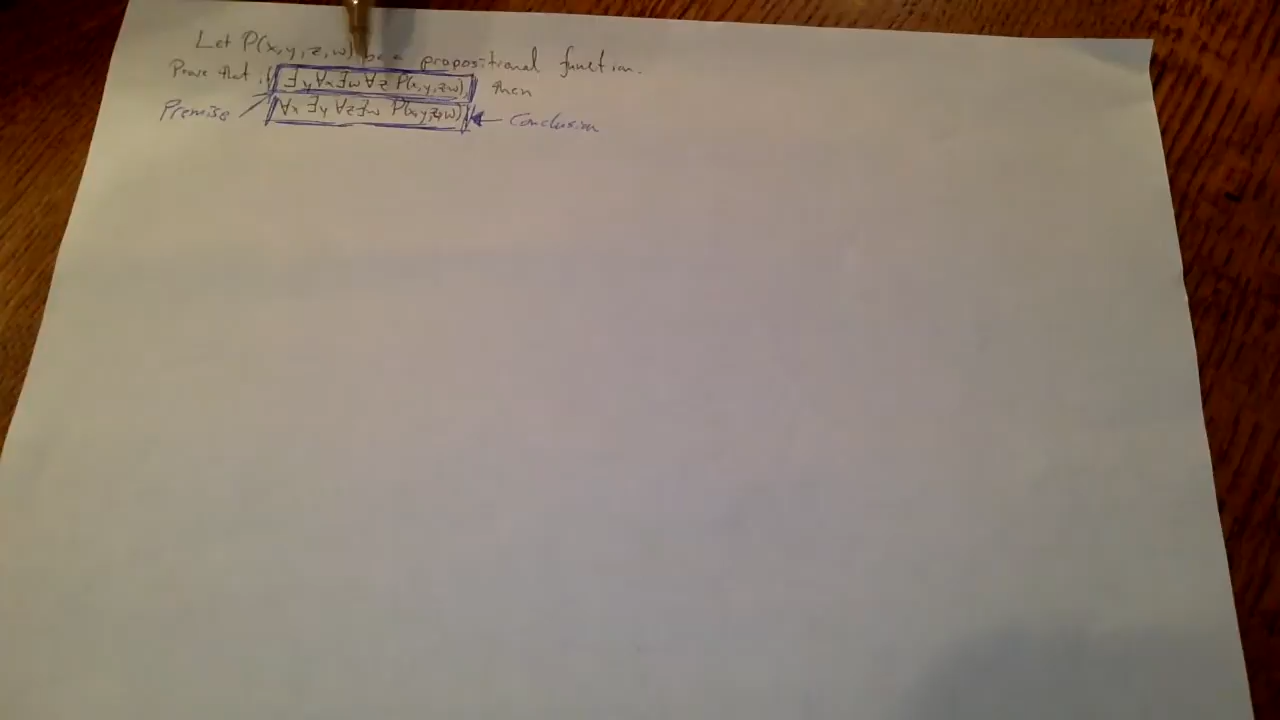 Let P(x,y,z,w) be a propositional function.
Prove that if ∃y∀x∃w∀z P(x,y,z,w), then
Premise ∀x ∃y ∀z∃w P(x,y,z,w) Conclusion